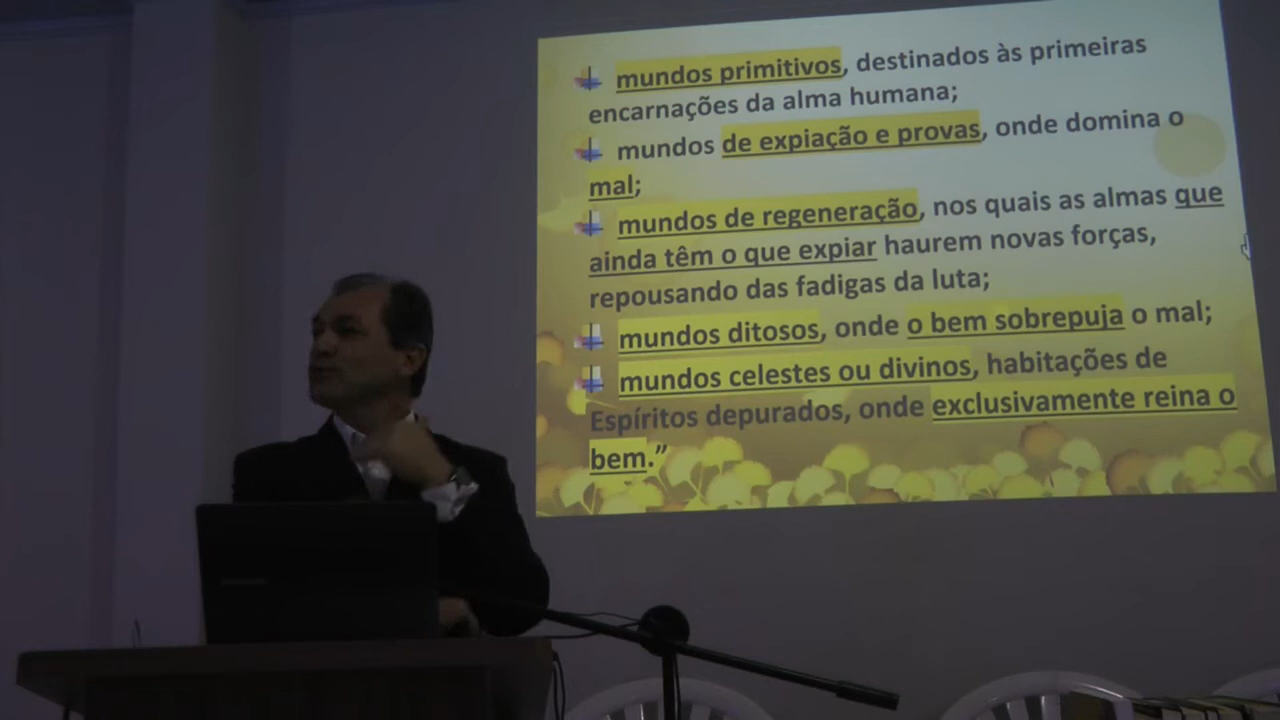 mundos primitivos, destinados às primeiras
encarnações da alma humana;
mundos de expiação e provas, onde domina o
mal;
mundos de regeneração, nos quais as almas que
ainda têm o que expiar haurem novas forças,
repousando das fadigas da luta;
mundos ditosos, onde o bem sobrepuja o mal;
mundos celestes ou divinos, habitações de
Espíritos depurados, onde exclusivamente reina o
bem.”